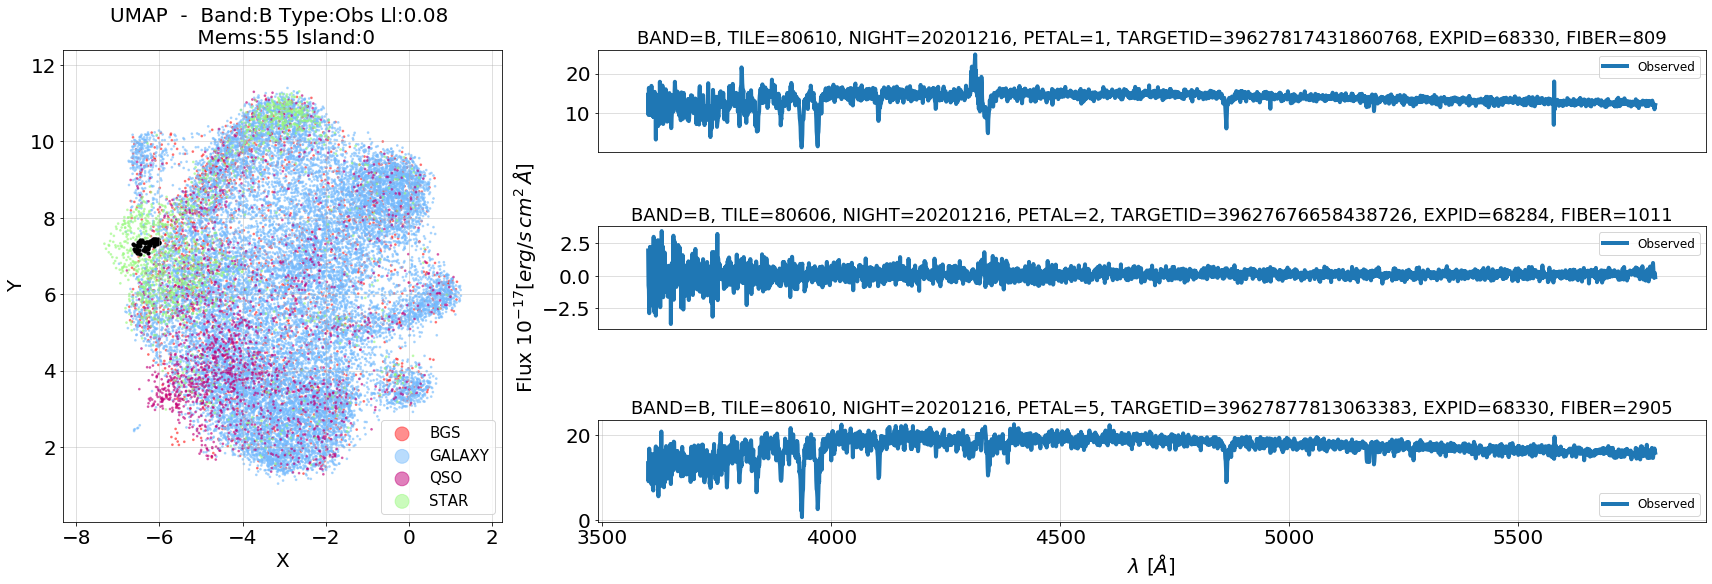 UMAP - Band:B Type:Obs Ll:0.08
Mems:55 Island:0
12
10
8
6
4
2
Y
−8
−6
−4
−2
0
2
X
BGS
GALAXY
QSO
STAR
Flux 10⁻¹⁷[erg/s cm² Å]
BAND=B, TILE=80610, NIGHT=20201216, PETAL=1, TARGETID=39627817431860768, EXPID=68330, FIBER=809
20
10
Observed
BAND=B, TILE=80606, NIGHT=20201216, PETAL=2, TARGETID=39627676658438726, EXPID=68284, FIBER=1011
2.5
0.0
−2.5
Observed
BAND=B, TILE=80610, NIGHT=20201216, PETAL=5, TARGETID=39627877813063383, EXPID=68330, FIBER=2905
20
0
Observed
3500
4000
4500
5000
5500
λ [Å]